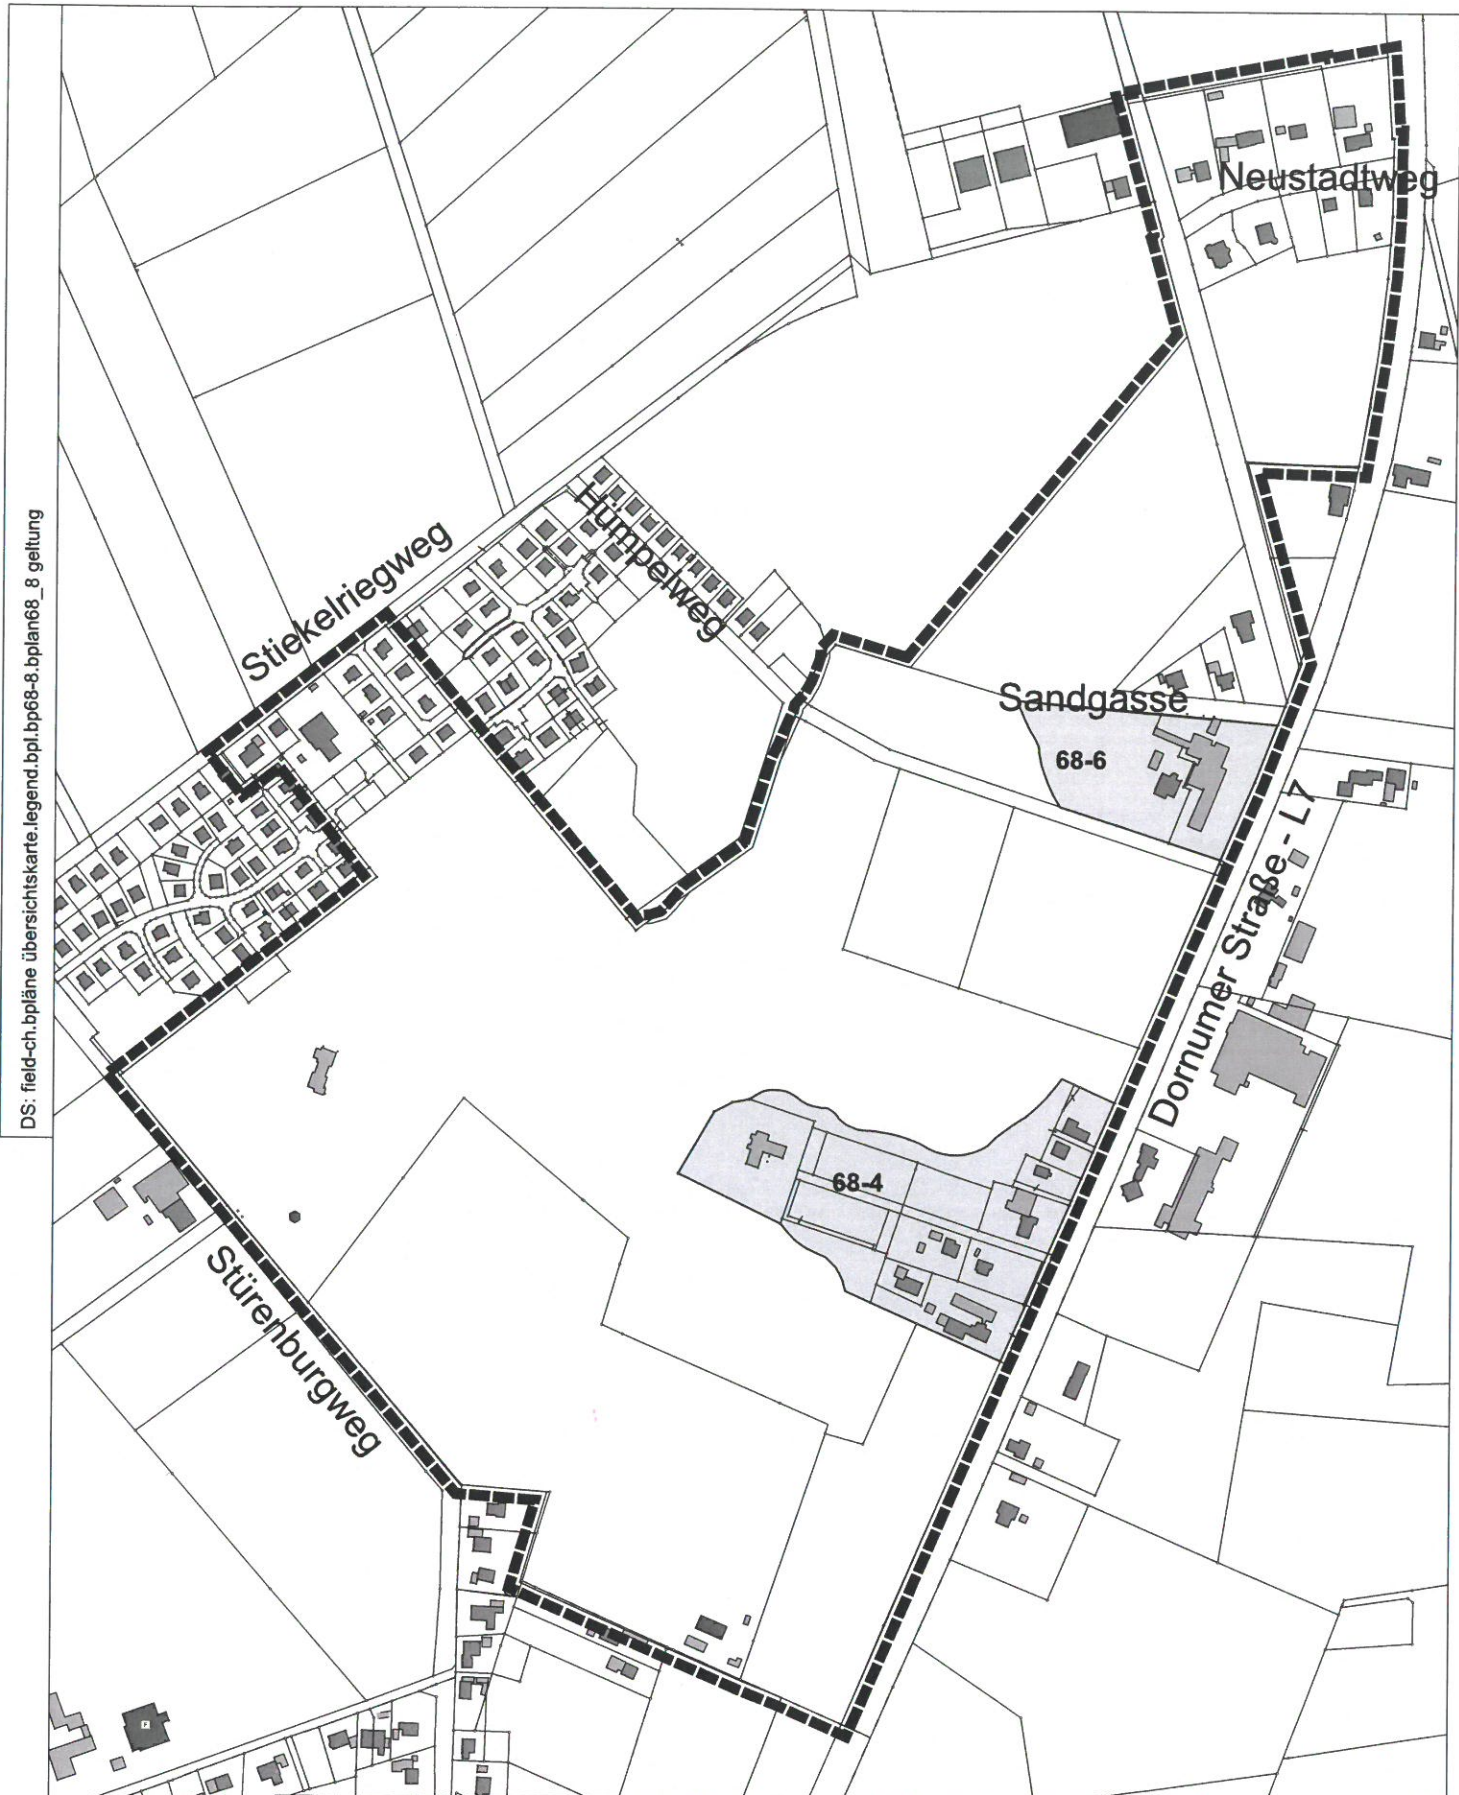 Neustadtweg
Hümpelweg
Stiekelriegweg
Sandgasse
68-6
Dornumer Straße - L7
68-4
Stürenburgweg
DS: field-ch.bpläne übersichtskarte.legend.bpl.bp68-8.bplan68_8 geltung